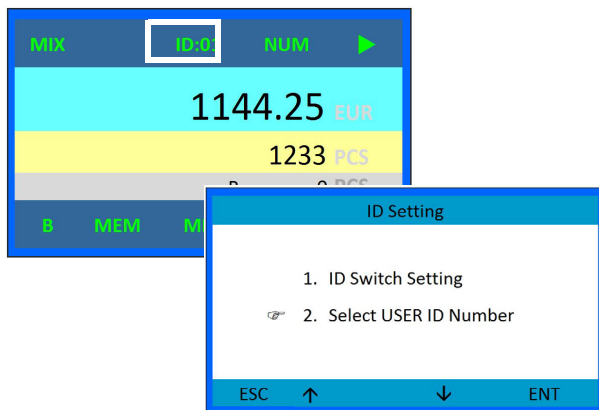 MIX ID:01 NUM
1144.25 EUR
1233 PCS
PCS
B MEM
ID Setting
1. ID Switch Setting
☞ 2. Select USER ID Number
ESC ↑ ↓ ENT